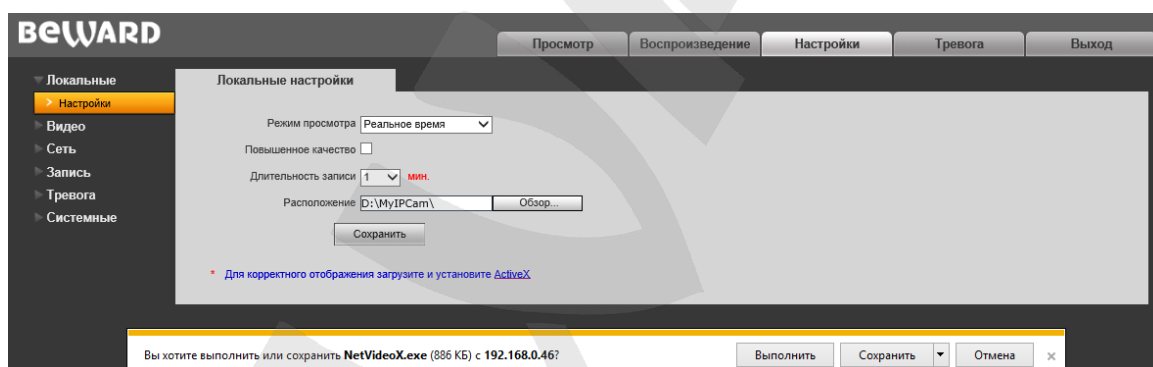 BEWARD
Просмотр Воспроизведение Настройки Тревога Выход
Локальные
Настройки
Видео
Сеть
Запись
Тревога
Системные
Локальные настройки
Режим просмотра Реальное время
Повышенное качество
Длительность записи 1 мин.
Расположение D:\MyIPCam\ Обзор...
Сохранить
* Для корректного отображения загрузите и установите ActiveX
Вы хотите выполнить или сохранить NetVideoX.exe (886 КБ) с 192.168.0.46? Выполнить Сохранить Отмена ×